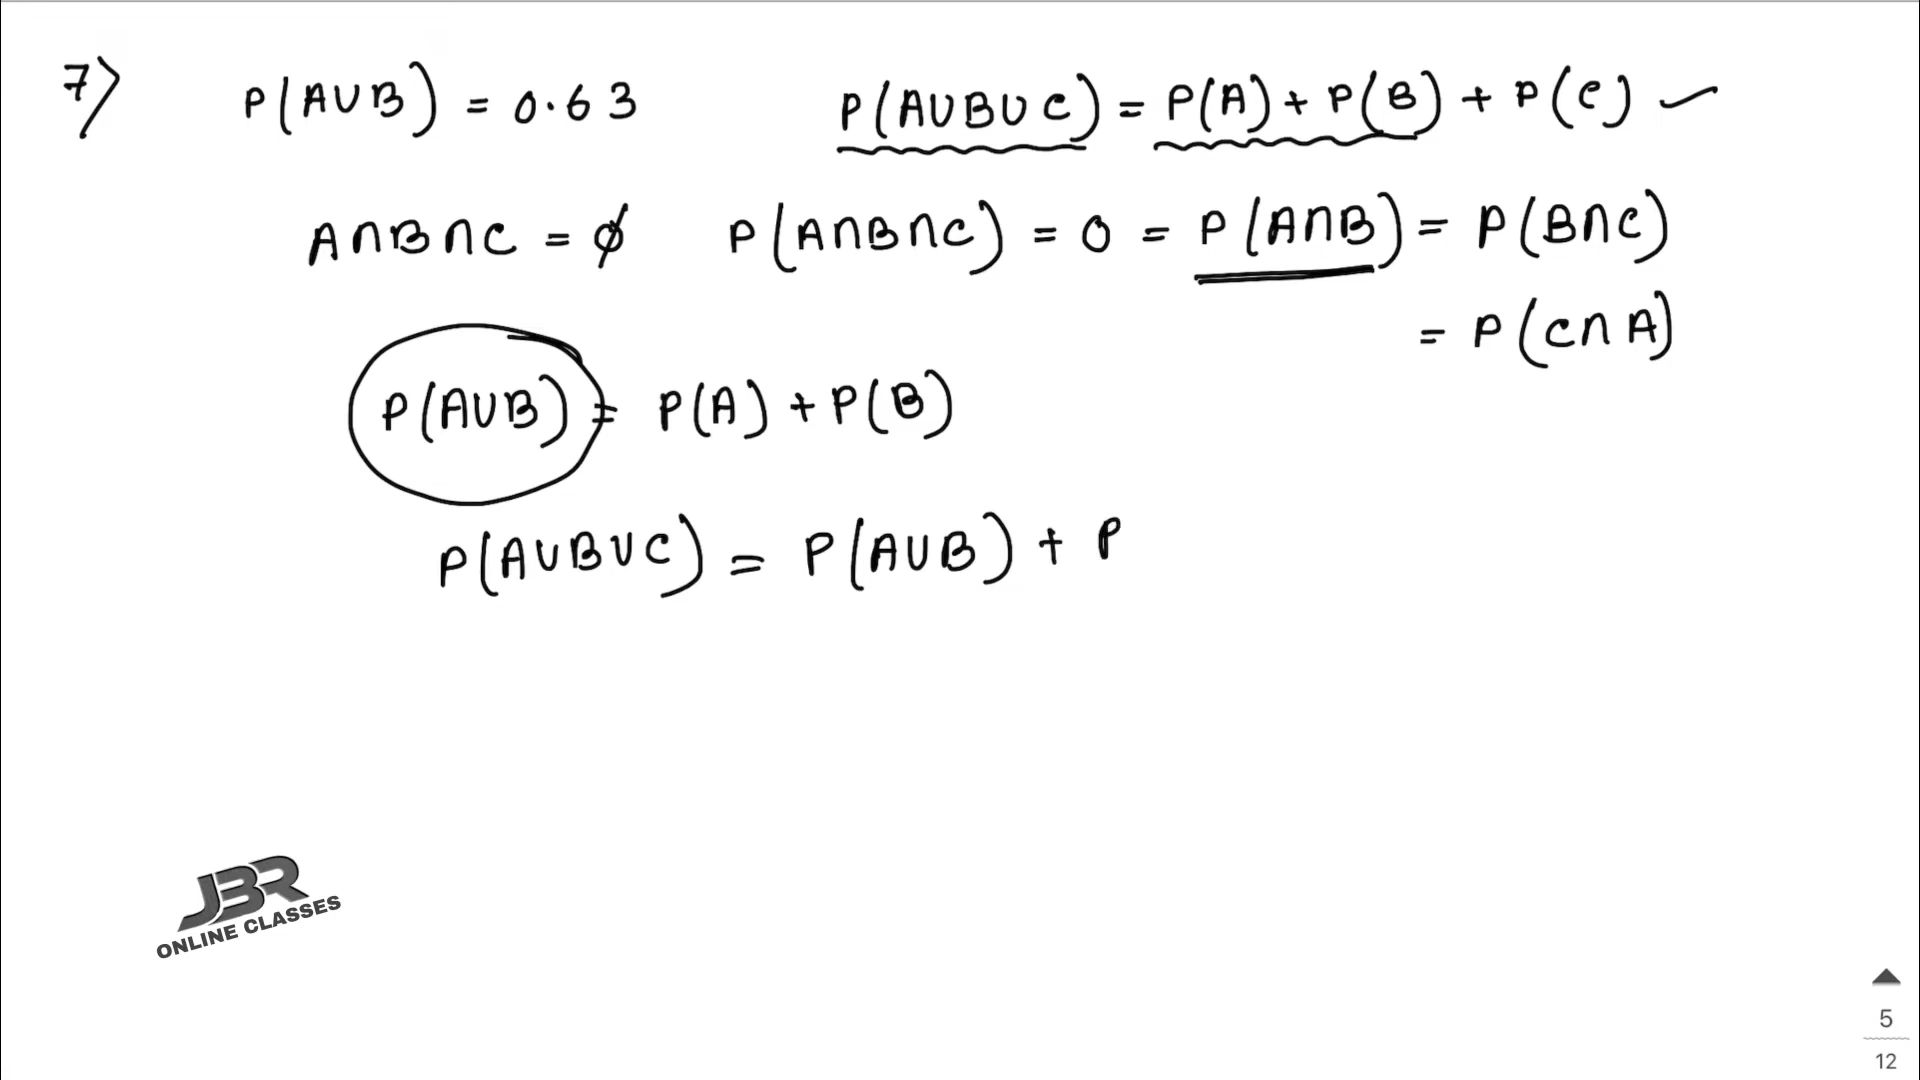 7) P(A∪B) = 0.63 P(A∪B∪C) = P(A) + P(B) + P(C)
A∩B∩C = ϕ P(A∩B∩C) = 0 = P(A∩B) = P(B∩C)
= P(C∩A)
P(A∪B) = P(A) + P(B)
P(A∪B∪C) = P(A∪B) + P
JBR
ONLINE CLASSES
5
12